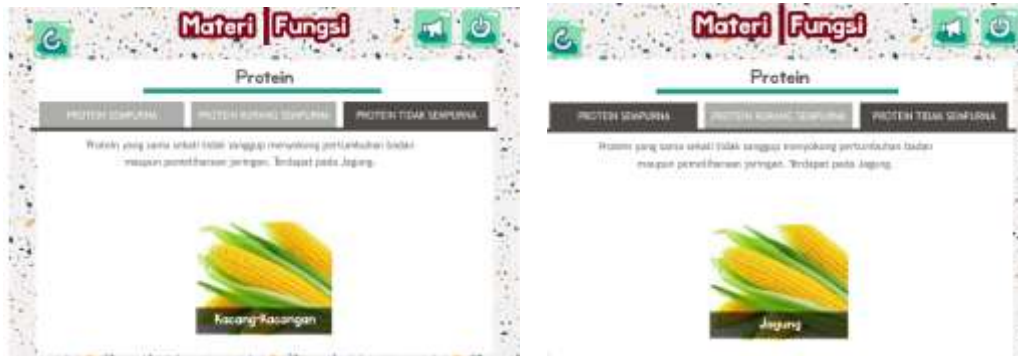 Materi Fungsi
Protein
PROTEIN SEMPURNA PROTEIN KURANG SEMPURNA PROTEIN TIDAK SEMPURNA
Protein yang sama sekali tidak sanggup menyokong pertumbuhan badan
maupun pemeliharaan jaringan. Terdapat pada Jagung.
Kacang-Kacangan
Materi Fungsi
Protein
PROTEIN SEMPURNA PROTEIN KURANG SEMPURNA PROTEIN TIDAK SEMPURNA
Protein yang sama sekali tidak sanggup menyokong pertumbuhan badan
maupun pemeliharaan jaringan. Terdapat pada Jagung.
Jagung